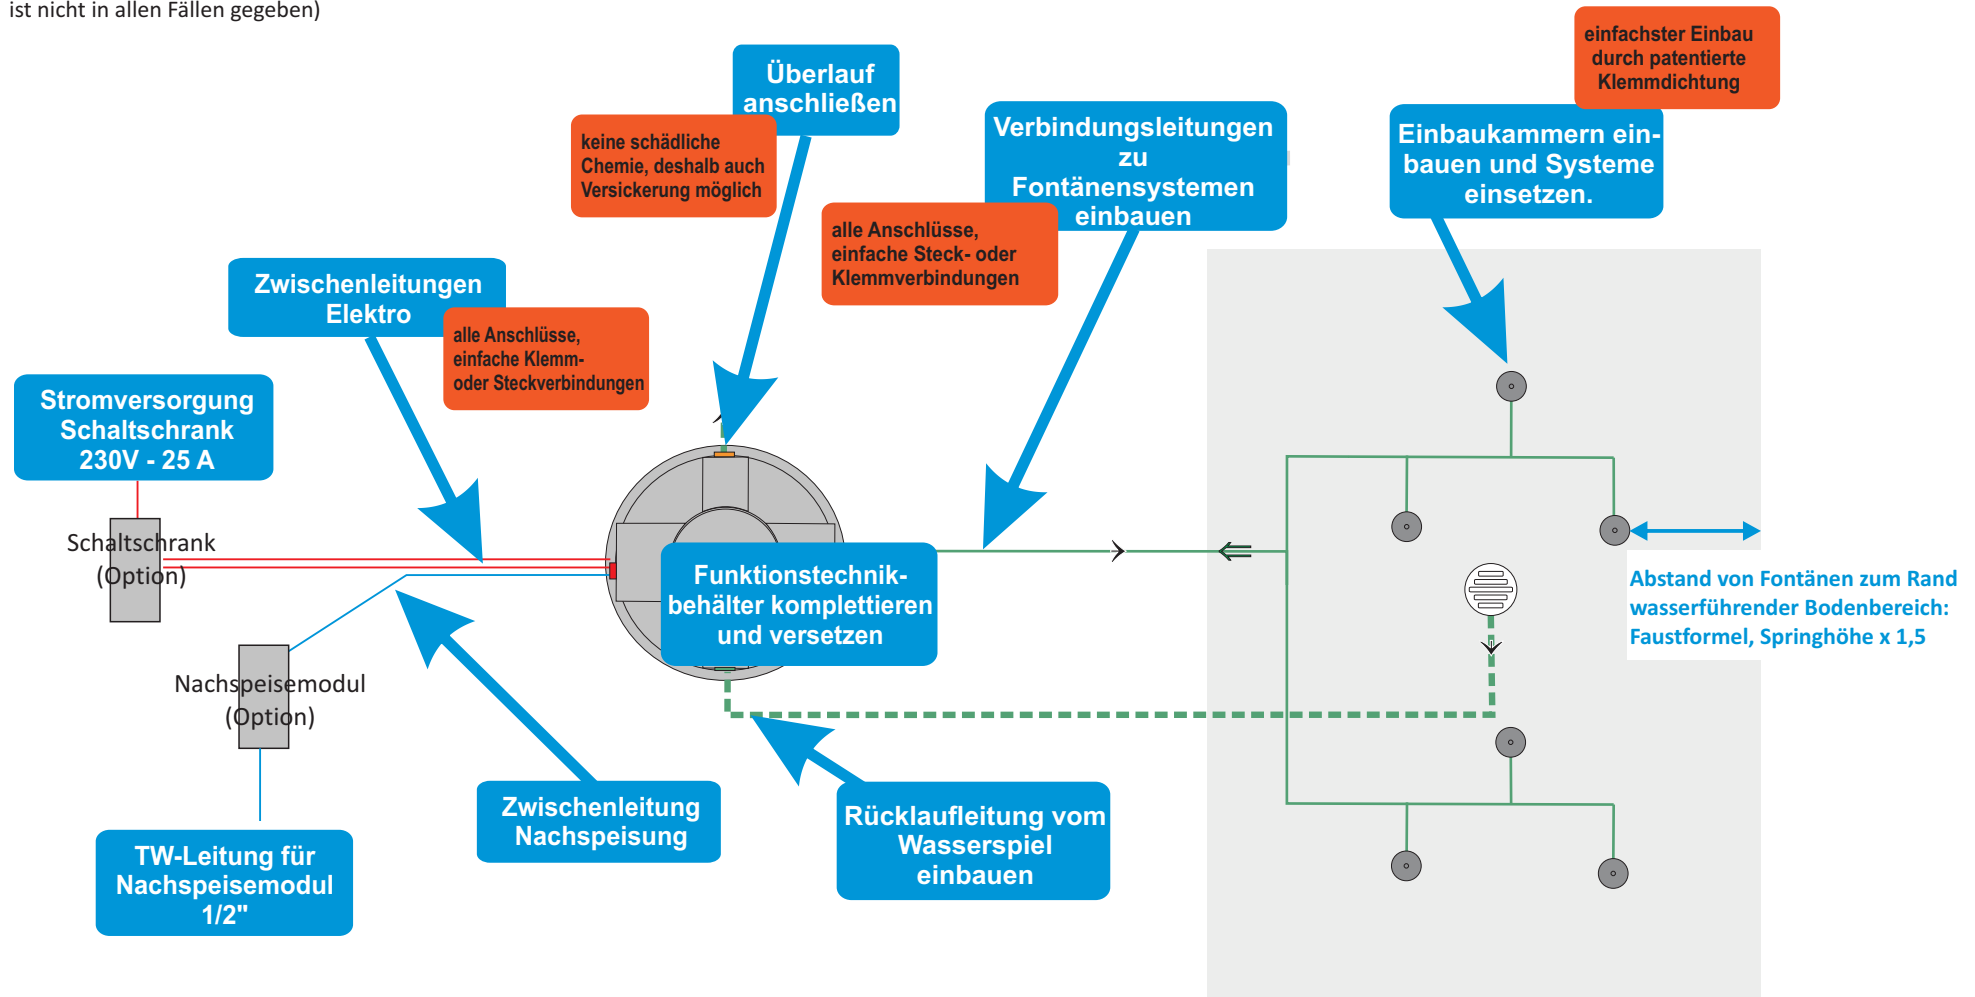 ist nicht in allen Fällen gegeben)
einfachster Einbau
durch patentierte
Klemmdichtung
Überlauf
anschließen
keine schädliche
Chemie, deshalb auch
Versickerung möglich
Verbindungsleitungen
zu
Fontänensystemen
einbauen
alle Anschlüsse,
einfache Steck- oder
Klemmverbindungen
Einbaukammern ein-
bauen und Systeme
einsetzen.
Zwischenleitungen
Elektro
alle Anschlüsse,
einfache Klemm-
oder Steckverbindungen
Stromversorgung
Schaltschrank
230V - 25 A
Schaltschrank
(Option)
Funktionstechnik-
behälter komplettieren
und versetzen
Abstand von Fontänen zum Rand
wasserführender Bodenbereich:
Faustformel, Springhöhe x 1,5
Nachspeisemodul
(Option)
Zwischenleitung
Nachspeisung
Rücklaufleitung vom
Wasserspiel
einbauen
TW-Leitung für
Nachspeisemodul
1/2"